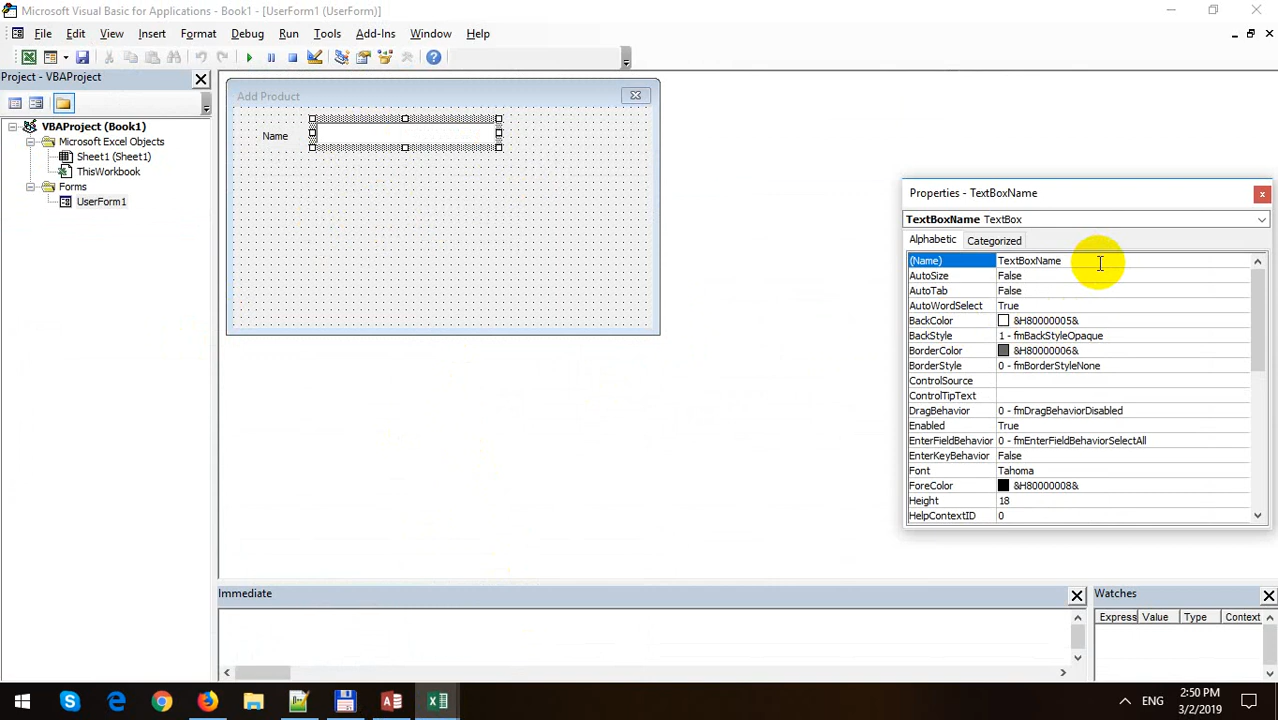 Microsoft Visual Basic for Applications - Book1 - [UserForm1 (UserForm)]
File Edit View Insert Format Debug Run Tools Add-Ins Window Help
Project - VBAProject
VBAProject (Book1)
Microsoft Excel Objects
Sheet1 (Sheet1)
ThisWorkbook
Forms
UserForm1
Add Product
Name
Properties - TextBoxName
TextBoxName TextBox
Alphabetic Categorized
(Name) TextBoxName
AutoSize False
AutoTab False
AutoWordSelect True
BackColor &H80000005&
BackStyle 1 - fmBackStyleOpaque
BorderColor &H80000006&
BorderStyle 0 - fmBorderStyleNone
ControlSource
ControlTipText
DragBehavior 0 - fmDragBehaviorDisabled
Enabled True
EnterFieldBehavior 0 - fmEnterFieldBehaviorSelectAll
EnterKeyBehavior False
Font Tahoma
ForeColor &H80000008&
Height 18
HelpContextID 0
Immediate
Watches
Express Value Type Context
ENG
2:50 PM
3/2/2019